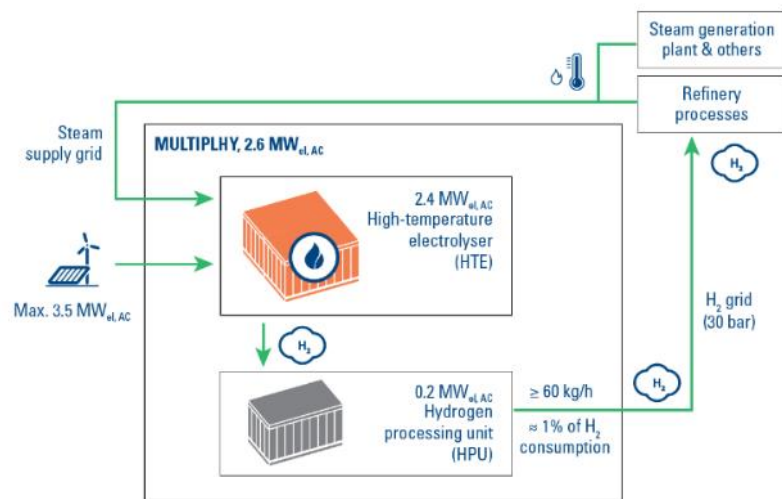 Steam generation
plant & others
Refinery
processes
H₂
Steam
supply grid
MULTIPLHY, 2.6 MWel, AC
2.4 MWel, AC
High-temperature
electrolyser
(HTE)
Max. 3.5 MWel, AC
H₂ grid
(30 bar)
H₂
H₂
0.2 MWel, AC
Hydrogen
processing unit
(HPU)
≥ 60 kg/h
≈ 1% of H₂
consumption